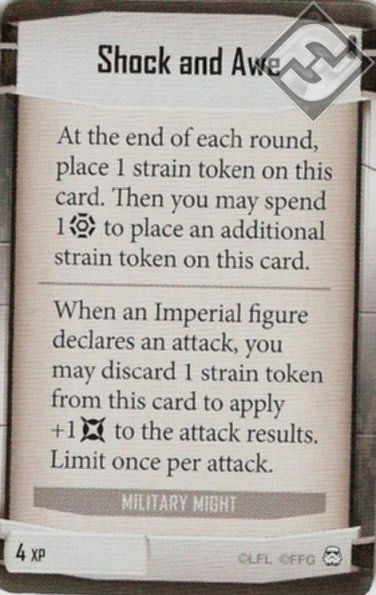 Shock and Awe
At the end of each round,
place 1 strain token on this
card. Then you may spend
1 to place an additional
strain token on this card.
When an Imperial figure
declares an attack, you
may discard 1 strain token
from this card to apply
+1 to the attack results.
Limit once per attack.
MILITARY MIGHT
4 XP
©LFL ©FFG